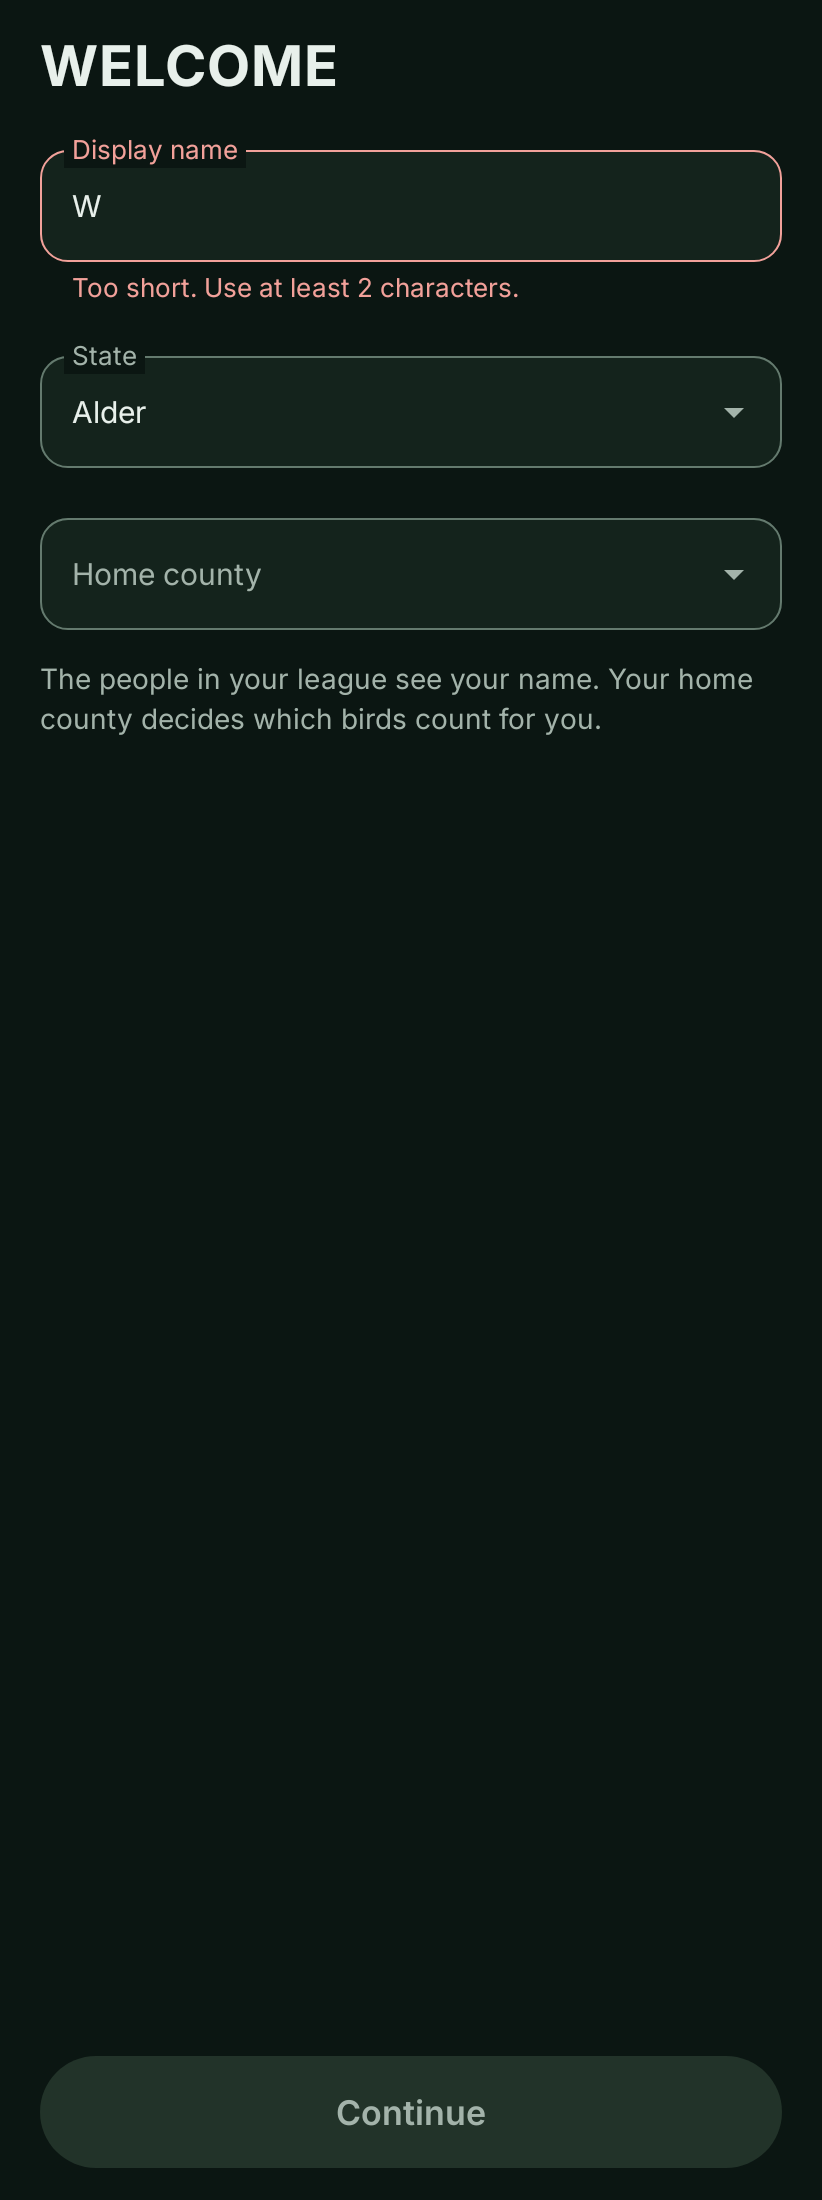 WELCOME
Display name
W
Too short. Use at least 2 characters.
State
Alder
Home county
The people in your league see your name. Your home
county decides which birds count for you.
Continue